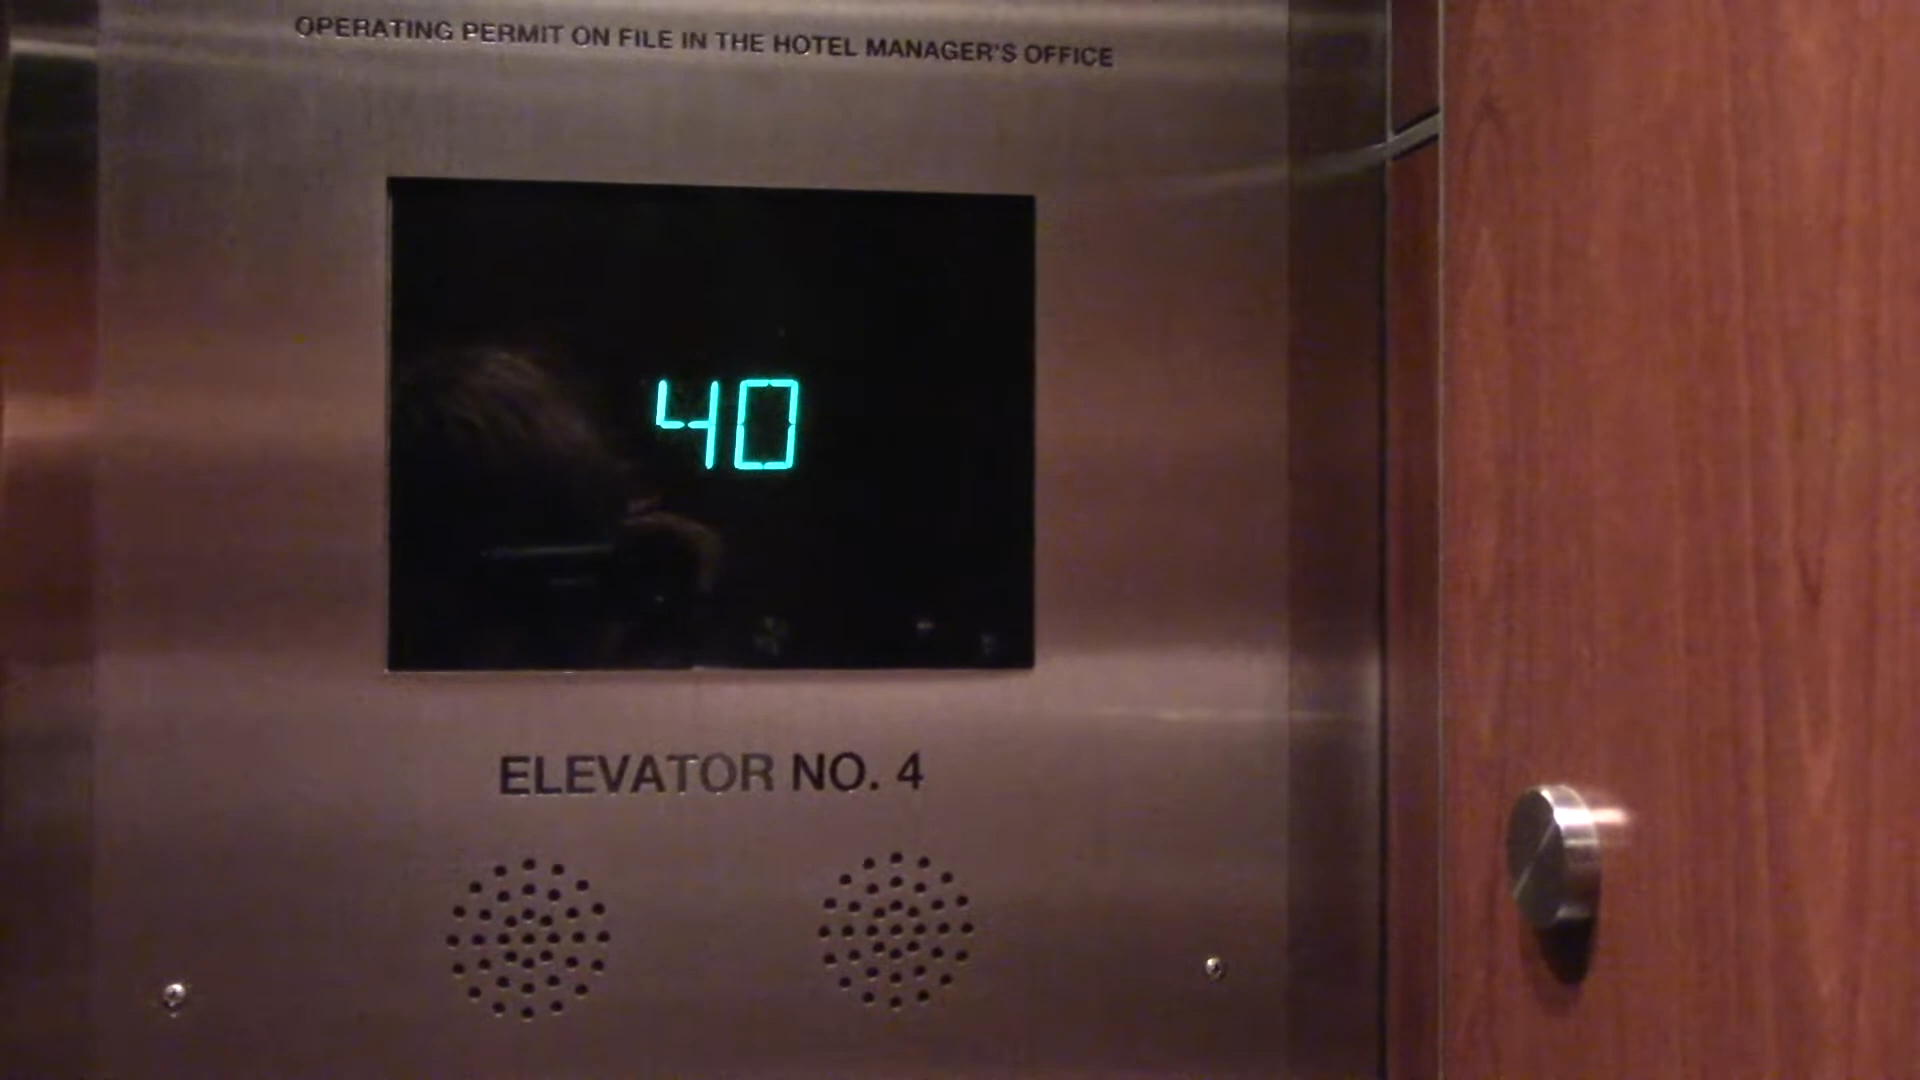 OPERATING PERMIT ON FILE IN THE HOTEL MANAGER'S OFFICE
40
ELEVATOR NO. 4